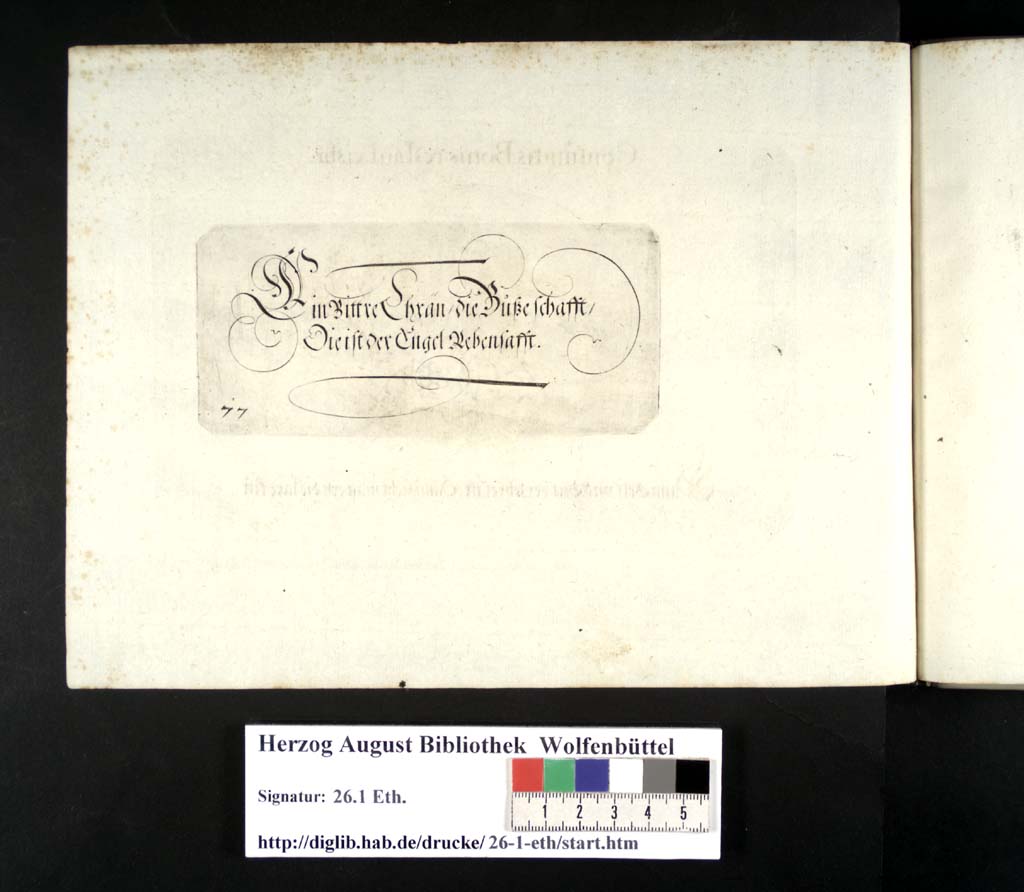 Ein Bittre Thrän / die Buße schafft /
Die ist der Engel Rebensafft.
77
Herzog August Bibliothek Wolfenbüttel
Signatur: 26.1 Eth.
1 2 3 4 5
http://diglib.hab.de/drucke/ 26-1-eth/start.htm